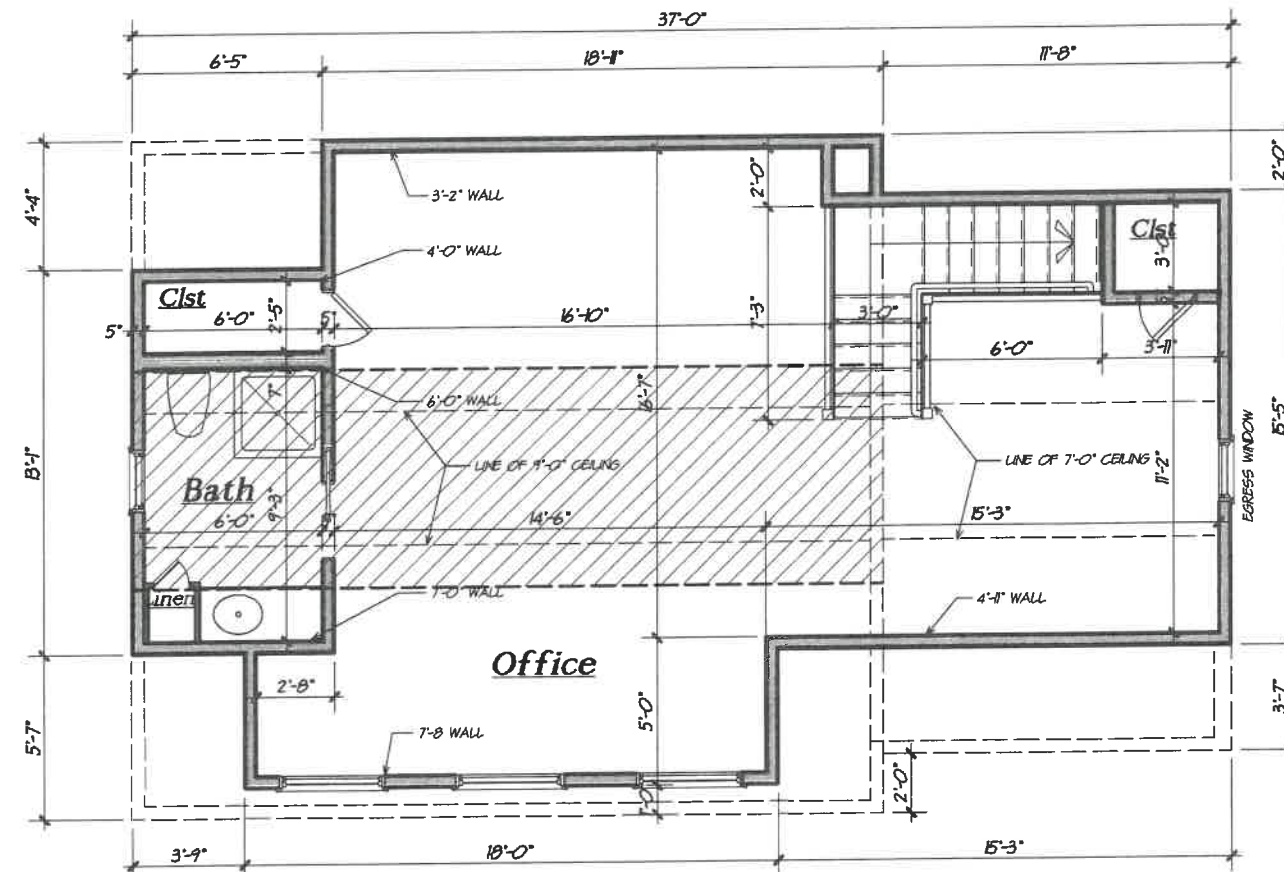 37'-0"
6'-5"
18'-11"
11'-8"
2'-0"
4'-4"
3'-2" WALL
2'-0"
4'-0" WALL
Clst
3'-0"
5"
Clst
6'-0"
2'-5"
5"
16'-10"
7'-3"
3'-0"
6'-0"
3'-11"
7"
6'-0" WALL
16'-7"
15'-5"
LINE OF 9'-0" CEILING
LINE OF 7'-0" CEILING
11'-2"
EGRESS WINDOW
13'-1"
Bath
6'-0"
9'-3"
14'-6"
15'-3"
Linen
7'-0" WALL
4'-11" WALL
Office
2'-8"
5'-0"
3'-7"
5'-7"
7'-8 WALL
1'-0"
2'-0"
3'-9"
18'-0"
15'-3"